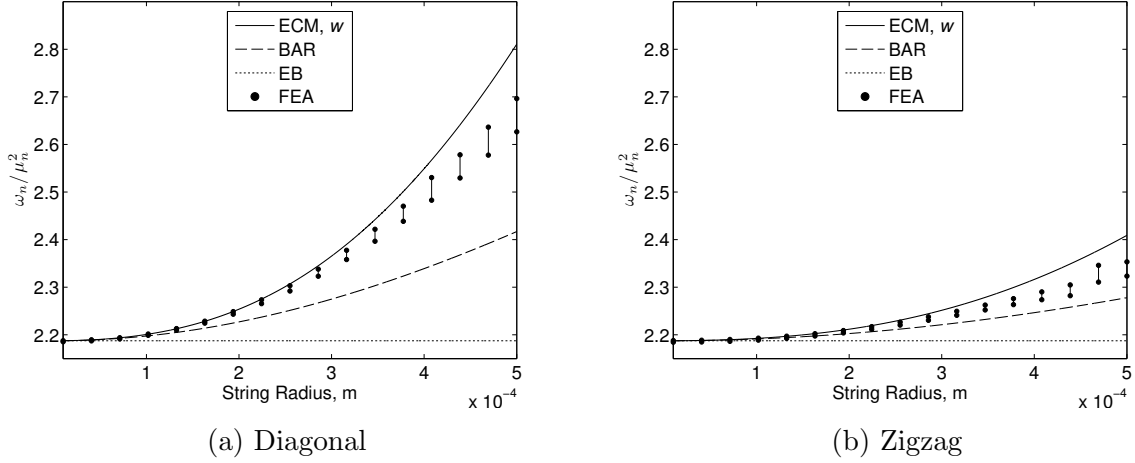 2.8
2.7
2.6
2.5
2.4
2.3
2.2
ω_n/μ_n^2
ECM, w
BAR
EB
FEA
1 2 3 4 5
String Radius, m
x 10^-4
(a) Diagonal
2.8
2.7
2.6
2.5
2.4
2.3
2.2
ω_n/μ_n^2
ECM, w
BAR
EB
FEA
1 2 3 4 5
String Radius, m
x 10^-4
(b) Zigzag